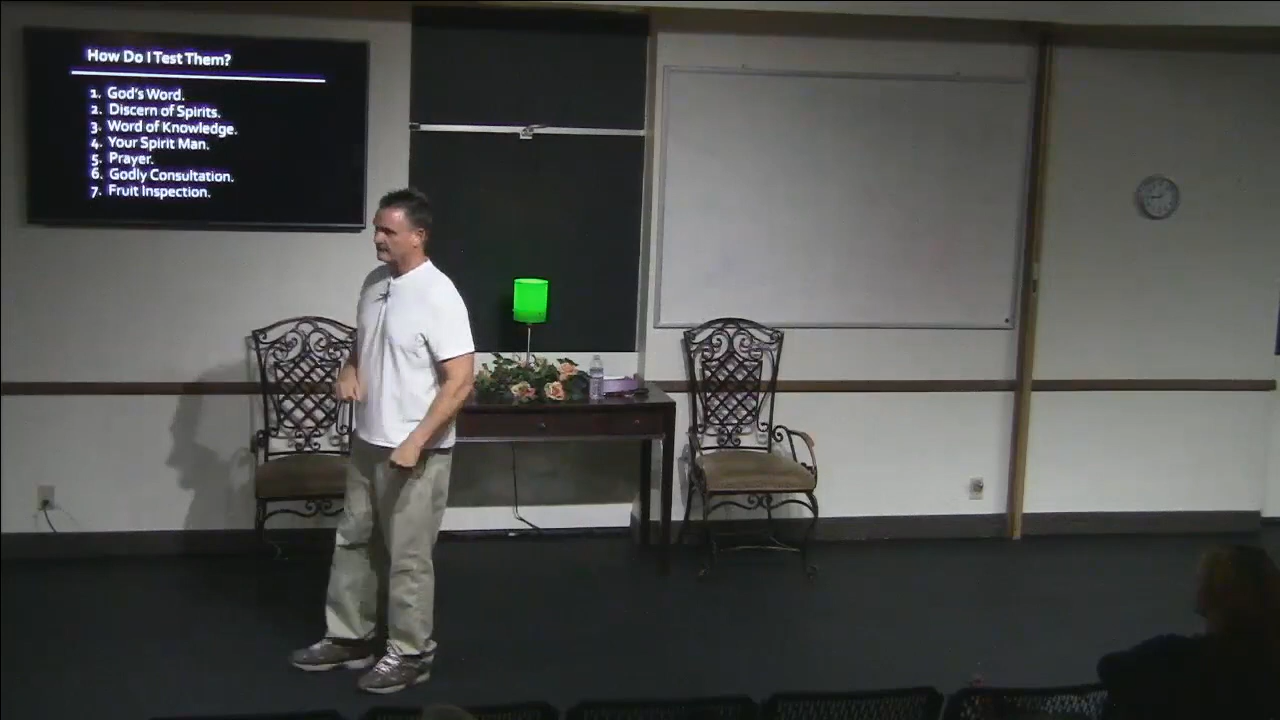 How Do I Test Them?
1. God's Word.
2. Discern of Spirits.
3. Word of Knowledge.
4. Your Spirit Man.
5. Prayer.
6. Godly Consultation.
7. Fruit Inspection.